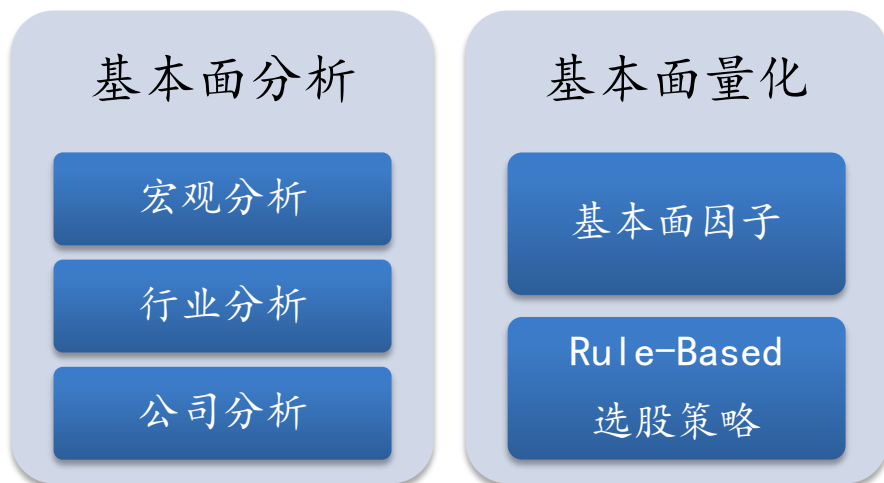 基本面分析
宏观分析
行业分析
公司分析
基本面量化
基本面因子
Rule-Based
选股策略